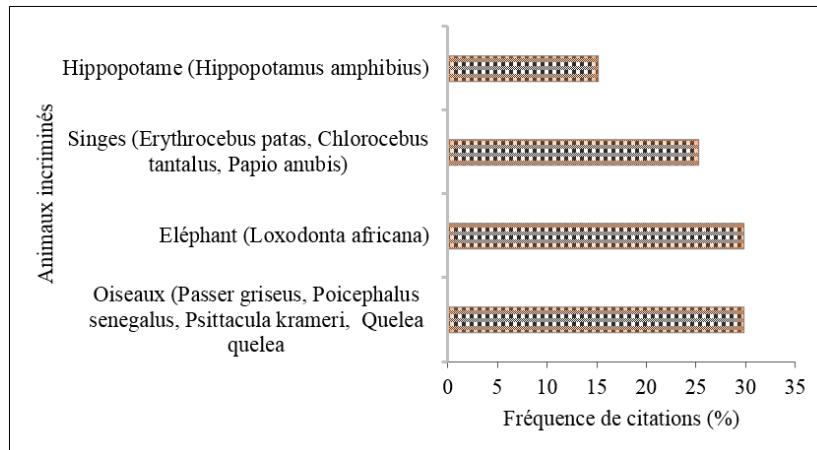 Animaux incriminés
Hippopotame (Hippopotamus amphibius)
Singes (Erythrocebus patas, Chlorocebus
tantalus, Papio anubis)
Eléphant (Loxodonta africana)
Oiseaux (Passer griseus, Poicephalus
senegalus, Psittacula krameri, Quelea
quelea
0 5 10 15 20 25 30 35
Fréquence de citations (%)